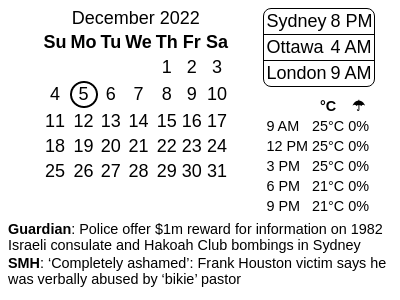 December 2022
Su Mo Tu We Th Fr Sa
1 2 3
4 5 6 7 8 9 10
11 12 13 14 15 16 17
18 19 20 21 22 23 24
25 26 27 28 29 30 31
Sydney 8 PM
Ottawa 4 AM
London 9 AM
°C ☂
9 AM 25°C 0%
12 PM 25°C 0%
3 PM 25°C 0%
6 PM 21°C 0%
9 PM 21°C 0%
Guardian: Police offer $1m reward for information on 1982
Israeli consulate and Hakoah Club bombings in Sydney
SMH: ‘Completely ashamed’: Frank Houston victim says he
was verbally abused by ‘bikie’ pastor